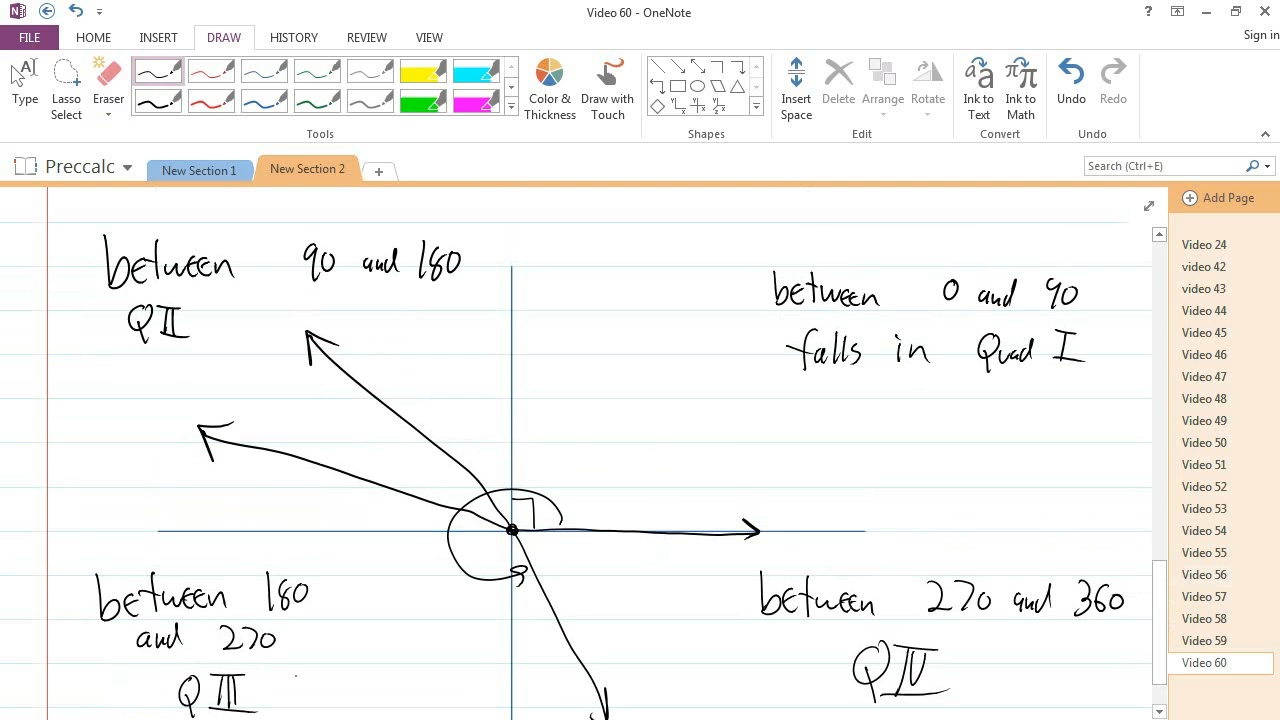 Video 60 - OneNote
Sign in
FILE HOME INSERT DRAW HISTORY REVIEW VIEW
Type
Lasso Select
Eraser
Color & Thickness
Draw with Touch
Insert Space
Delete
Arrange
Rotate
Ink to Text
Ink to Math
Undo
Redo
Tools
Shapes
Edit
Convert
Undo
Preccalc
New Section 1
New Section 2
Search (Ctrl+E)
Add Page
between 90 and 180
QII
between 0 and 90
falls in Quad I
between 180
and 270
QIII
between 270 and 360
QIV
Video 24
video 42
video 43
Video 44
Video 45
Video 46
Video 47
Video 48
Video 49
Video 50
Video 51
Video 52
Video 53
Video 54
Video 55
Video 56
Video 57
Video 58
Video 59
Video 60